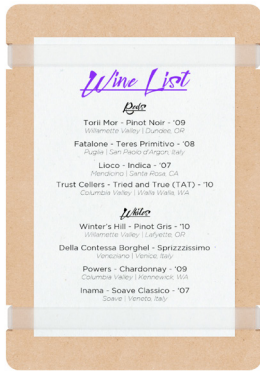 Wine List
Reds
Torii Mor - Pinot Noir - '09
Willamette Valley | Dundee, OR
Fatalone - Teres Primitivo - '08
Puglia | San Paolo d'Argon, Italy
Lioco - Indica - '07
Mendicino | Santa Rosa, CA
Trust Cellers - Tried and True (TAT) - '10
Columbia Valley | Walla Walla, WA
Whites
Winter's Hill - Pinot Gris - '10
Willamette Valley | Lafyette, OR
Della Contessa Borghel - Sprizzzissimo
Veneziano | Venice, Italy
Powers - Chardonnay - '09
Columbia Valley | Kennewick, WA
Inama - Soave Classico - '07
Soave | Veneto, Italy